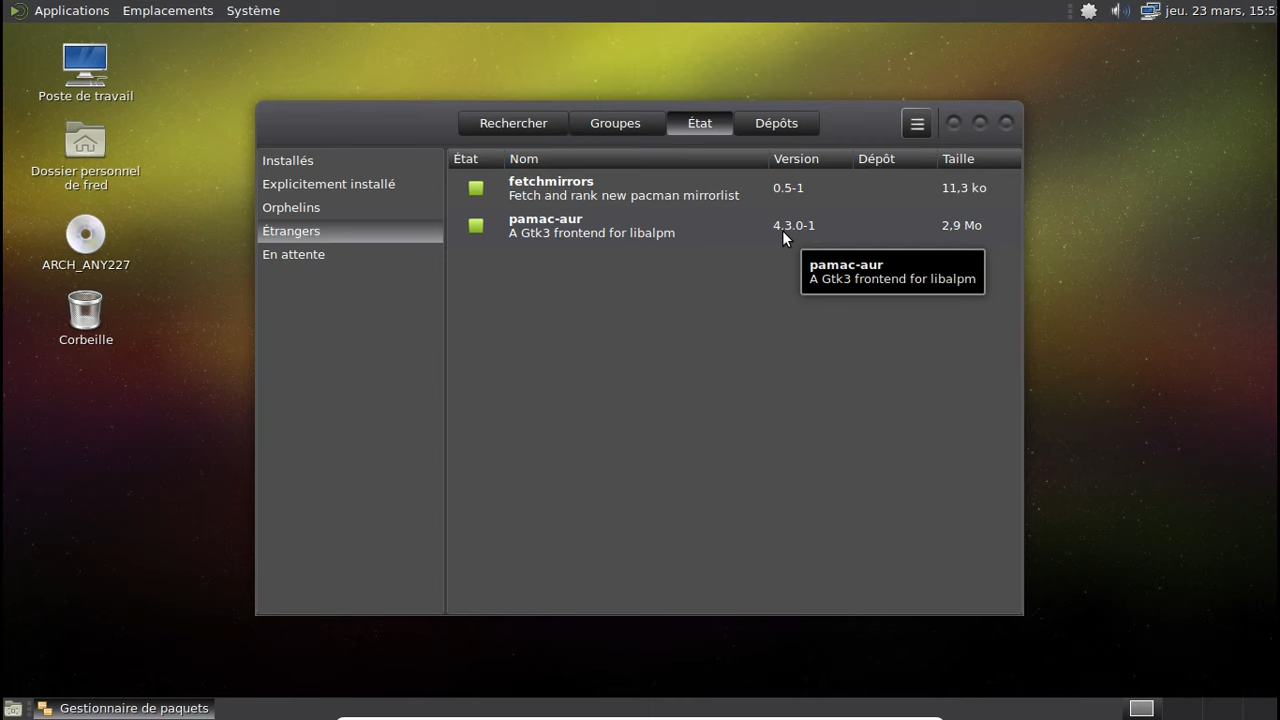 Applications Emplacements Système jeu. 23 mars, 15:5
Poste de travail
Dossier personnel
de fred
ARCH_ANY227
Corbeille
Rechercher Groupes État Dépôts
Installés
Explicitement installé
Orphelins
Étrangers
En attente
État Nom Version Dépôt Taille
fetchmirrors
Fetch and rank new pacman mirrorlist 0.5-1 11,3 ko
pamac-aur
A Gtk3 frontend for libalpm 4.3.0-1 2,9 Mo
pamac-aur
A Gtk3 frontend for libalpm
Gestionnaire de paquets